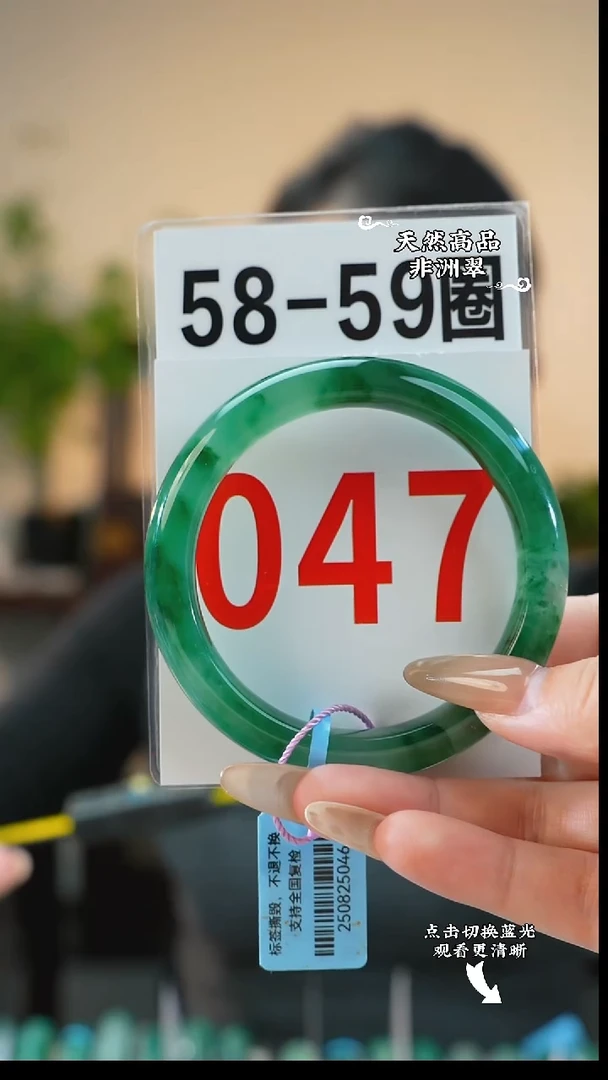 天然高品
非洲翠
58-59圈
047
标签撕毁，不退不换
支持全国复检
250825046
点击切换蓝光
观看更清晰